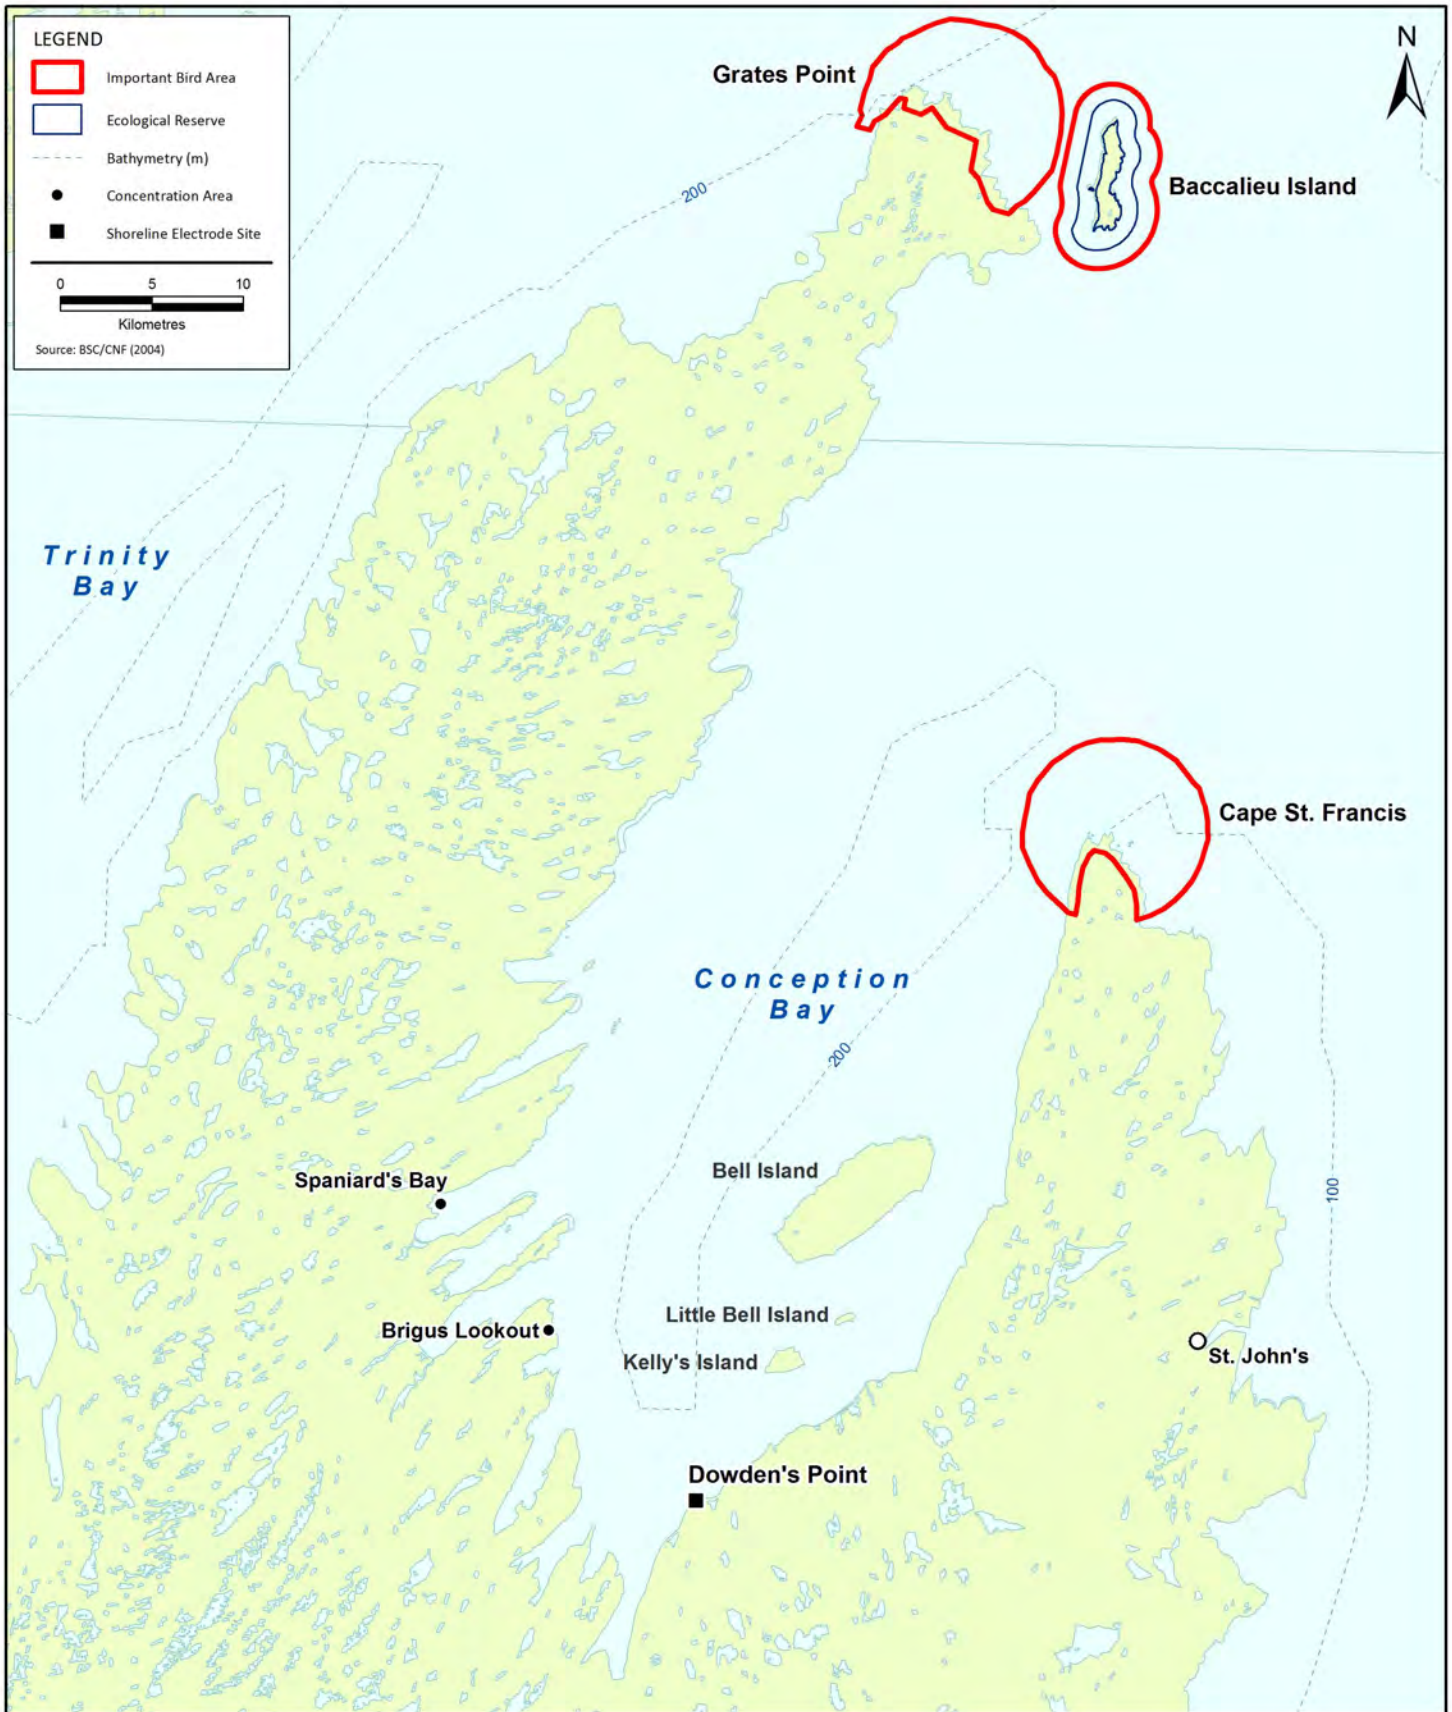 LEGEND
Important Bird Area
Ecological Reserve
Bathymetry (m)
Concentration Area
Shoreline Electrode Site
0 5 10
Kilometres
Source: BSC/CNF (2004)
N
Grates Point
Baccalieu Island
200
Trinity
Bay
Cape St. Francis
Conception
Bay
200
Bell Island
Spaniard's Bay
100
Little Bell Island
Brigus Lookout
St. John's
Kelly's Island
Dowden's Point